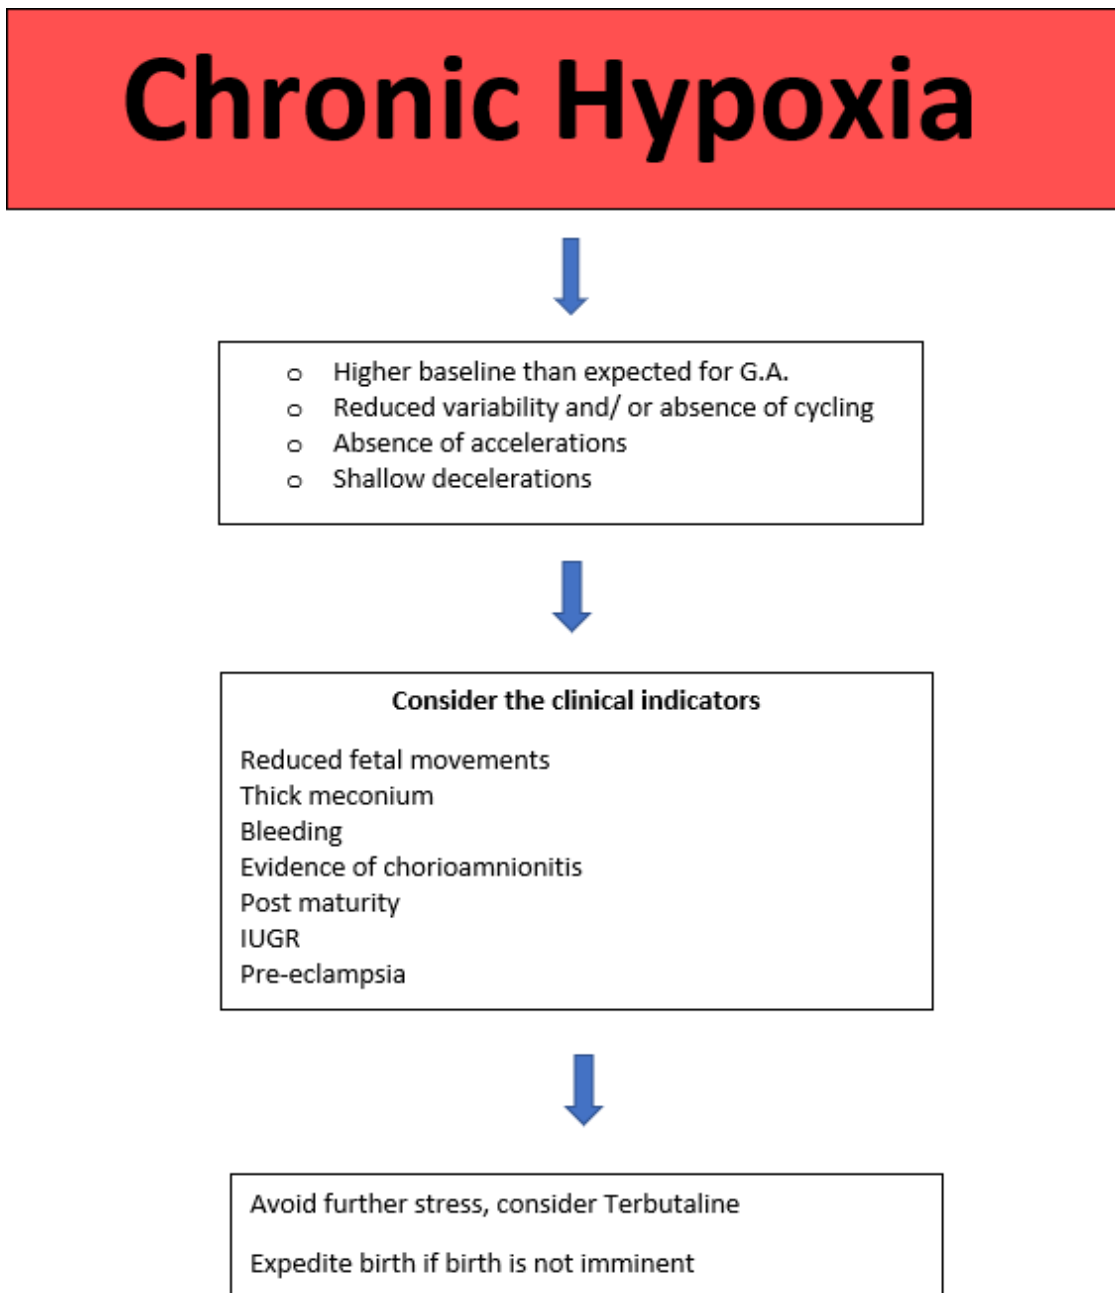 Chronic Hypoxia
o Higher baseline than expected for G.A.
o Reduced variability and/ or absence of cycling
o Absence of accelerations
o Shallow decelerations
Consider the clinical indicators
Reduced fetal movements
Thick meconium
Bleeding
Evidence of chorioamnionitis
Post maturity
IUGR
Pre-eclampsia
Avoid further stress, consider Terbutaline
Expedite birth if birth is not imminent